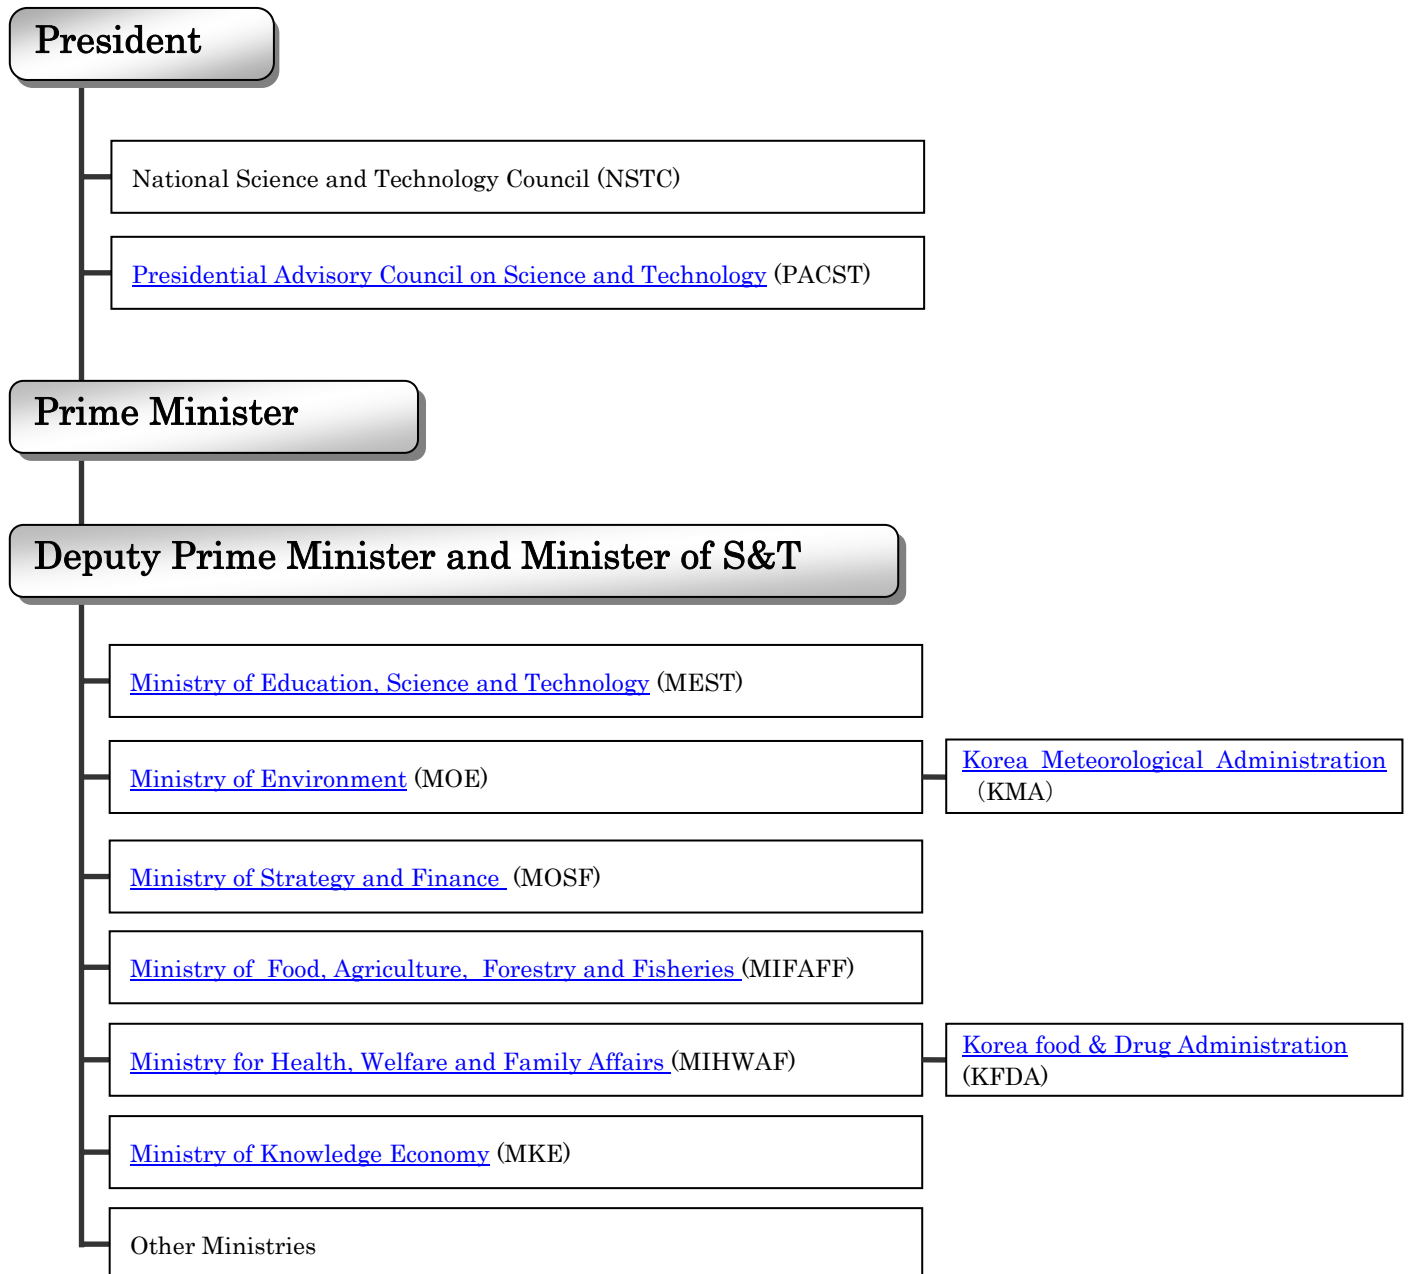 President
National Science and Technology Council (NSTC)
Presidential Advisory Council on Science and Technology (PACST)
Prime Minister
Deputy Prime Minister and Minister of S&T
Ministry of Education, Science and Technology (MEST)
Ministry of Environment (MOE)
Korea Meteorological Administration
（KMA）
Ministry of Strategy and Finance (MOSF)
Ministry of Food, Agriculture, Forestry and Fisheries (MIFAFF)
Ministry for Health, Welfare and Family Affairs (MIHWAF)
Korea food & Drug Administration
(KFDA)
Ministry of Knowledge Economy (MKE)
Other Ministries